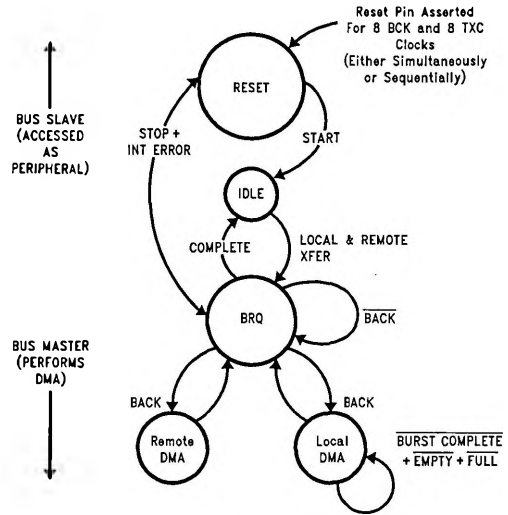 Reset Pin Asserted
For 8 BCK and 8 TXC
Clocks
(Either Simultaneously
or Sequentially)
RESET
BUS SLAVE
(ACCESSED
AS
PERIPHERAL)
STOP +
INT ERROR
START
IDLE
COMPLETE
LOCAL & REMOTE
XFER
BRQ
BACK
BUS MASTER
(PERFORMS
DMA)
BACK
BACK
Remote
DMA
Local
DMA
BURST COMPLETE
+ EMPTY + FULL